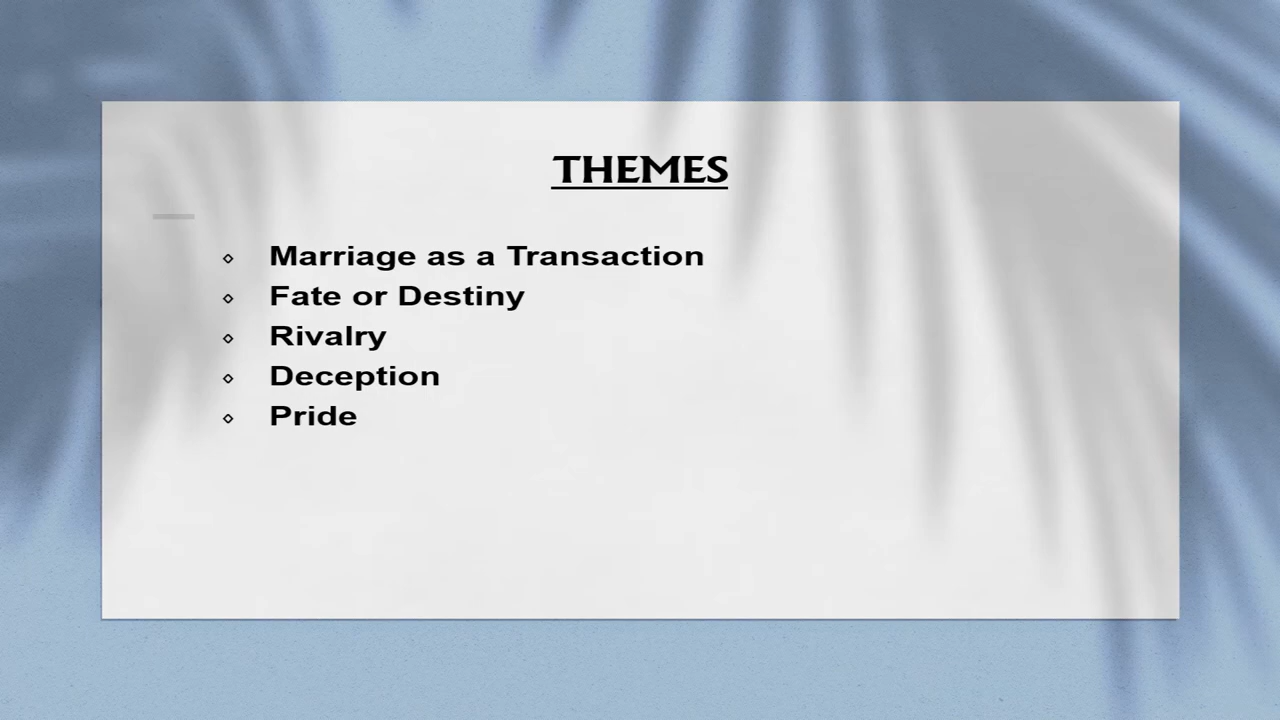 THEMES
Marriage as a Transaction
Fate or Destiny
Rivalry
Deception
Pride